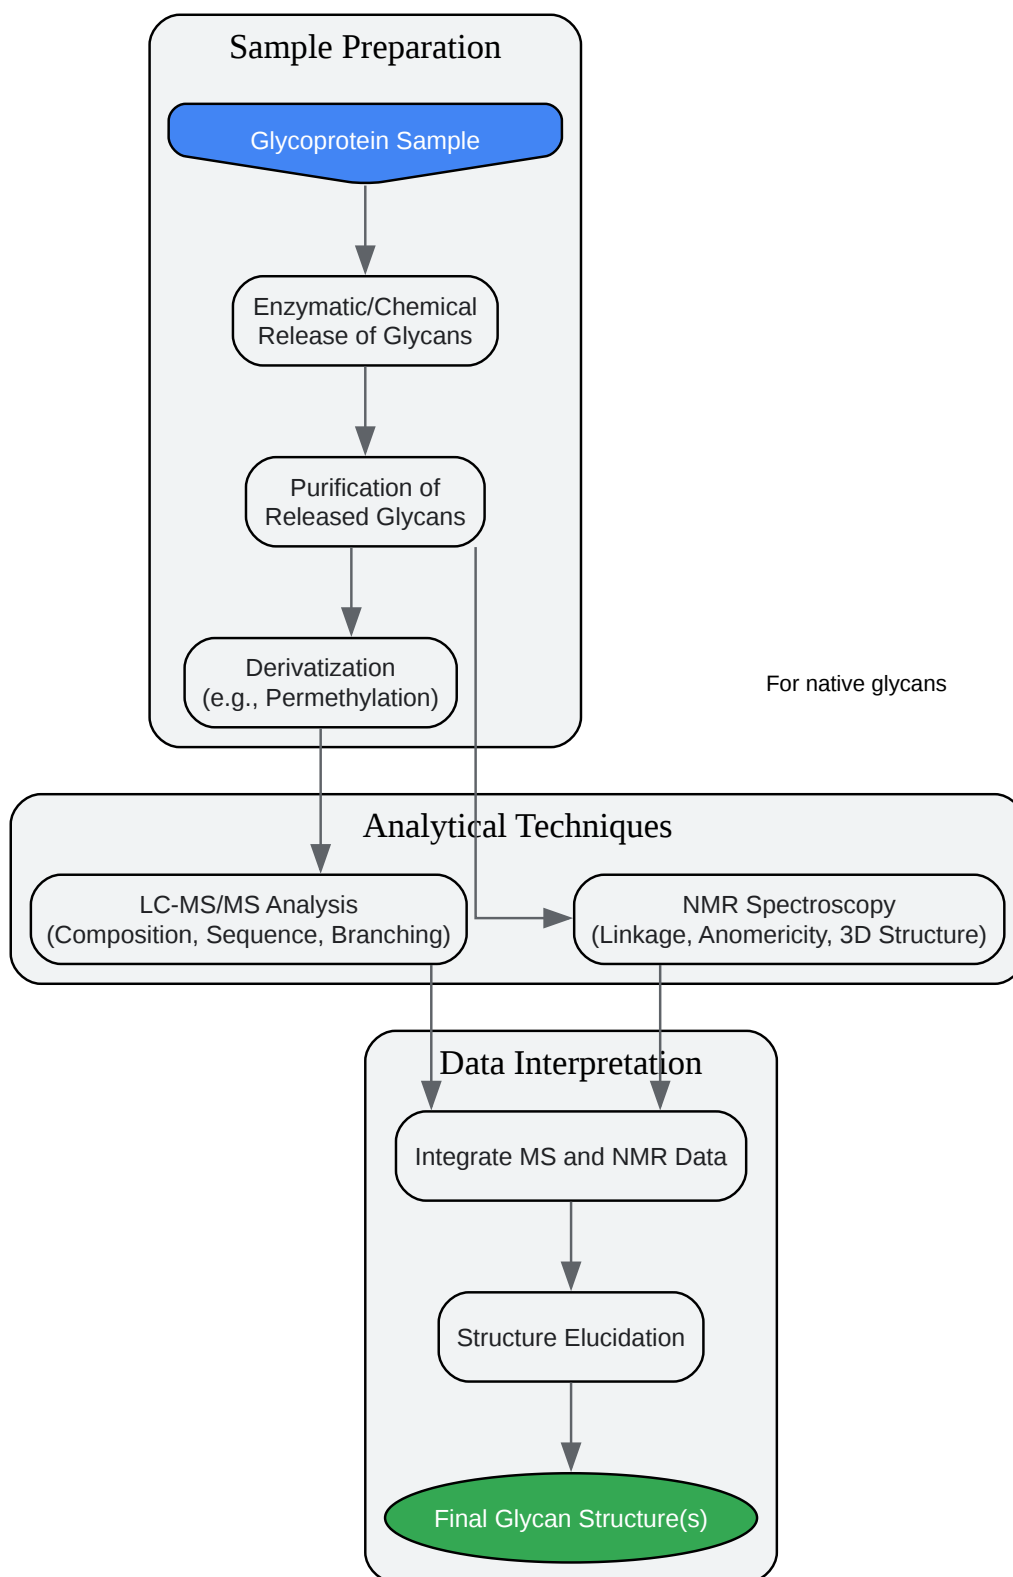 Sample Preparation
Glycoprotein Sample
Enzymatic/Chemical
Release of Glycans
Purification of
Released Glycans
Derivatization
(e.g., Permethylation)
For native glycans
Analytical Techniques
LC-MS/MS Analysis
(Composition, Sequence, Branching)
NMR Spectroscopy
(Linkage, Anomericity, 3D Structure)
Data Interpretation
Integrate MS and NMR Data
Structure Elucidation
Final Glycan Structure(s)